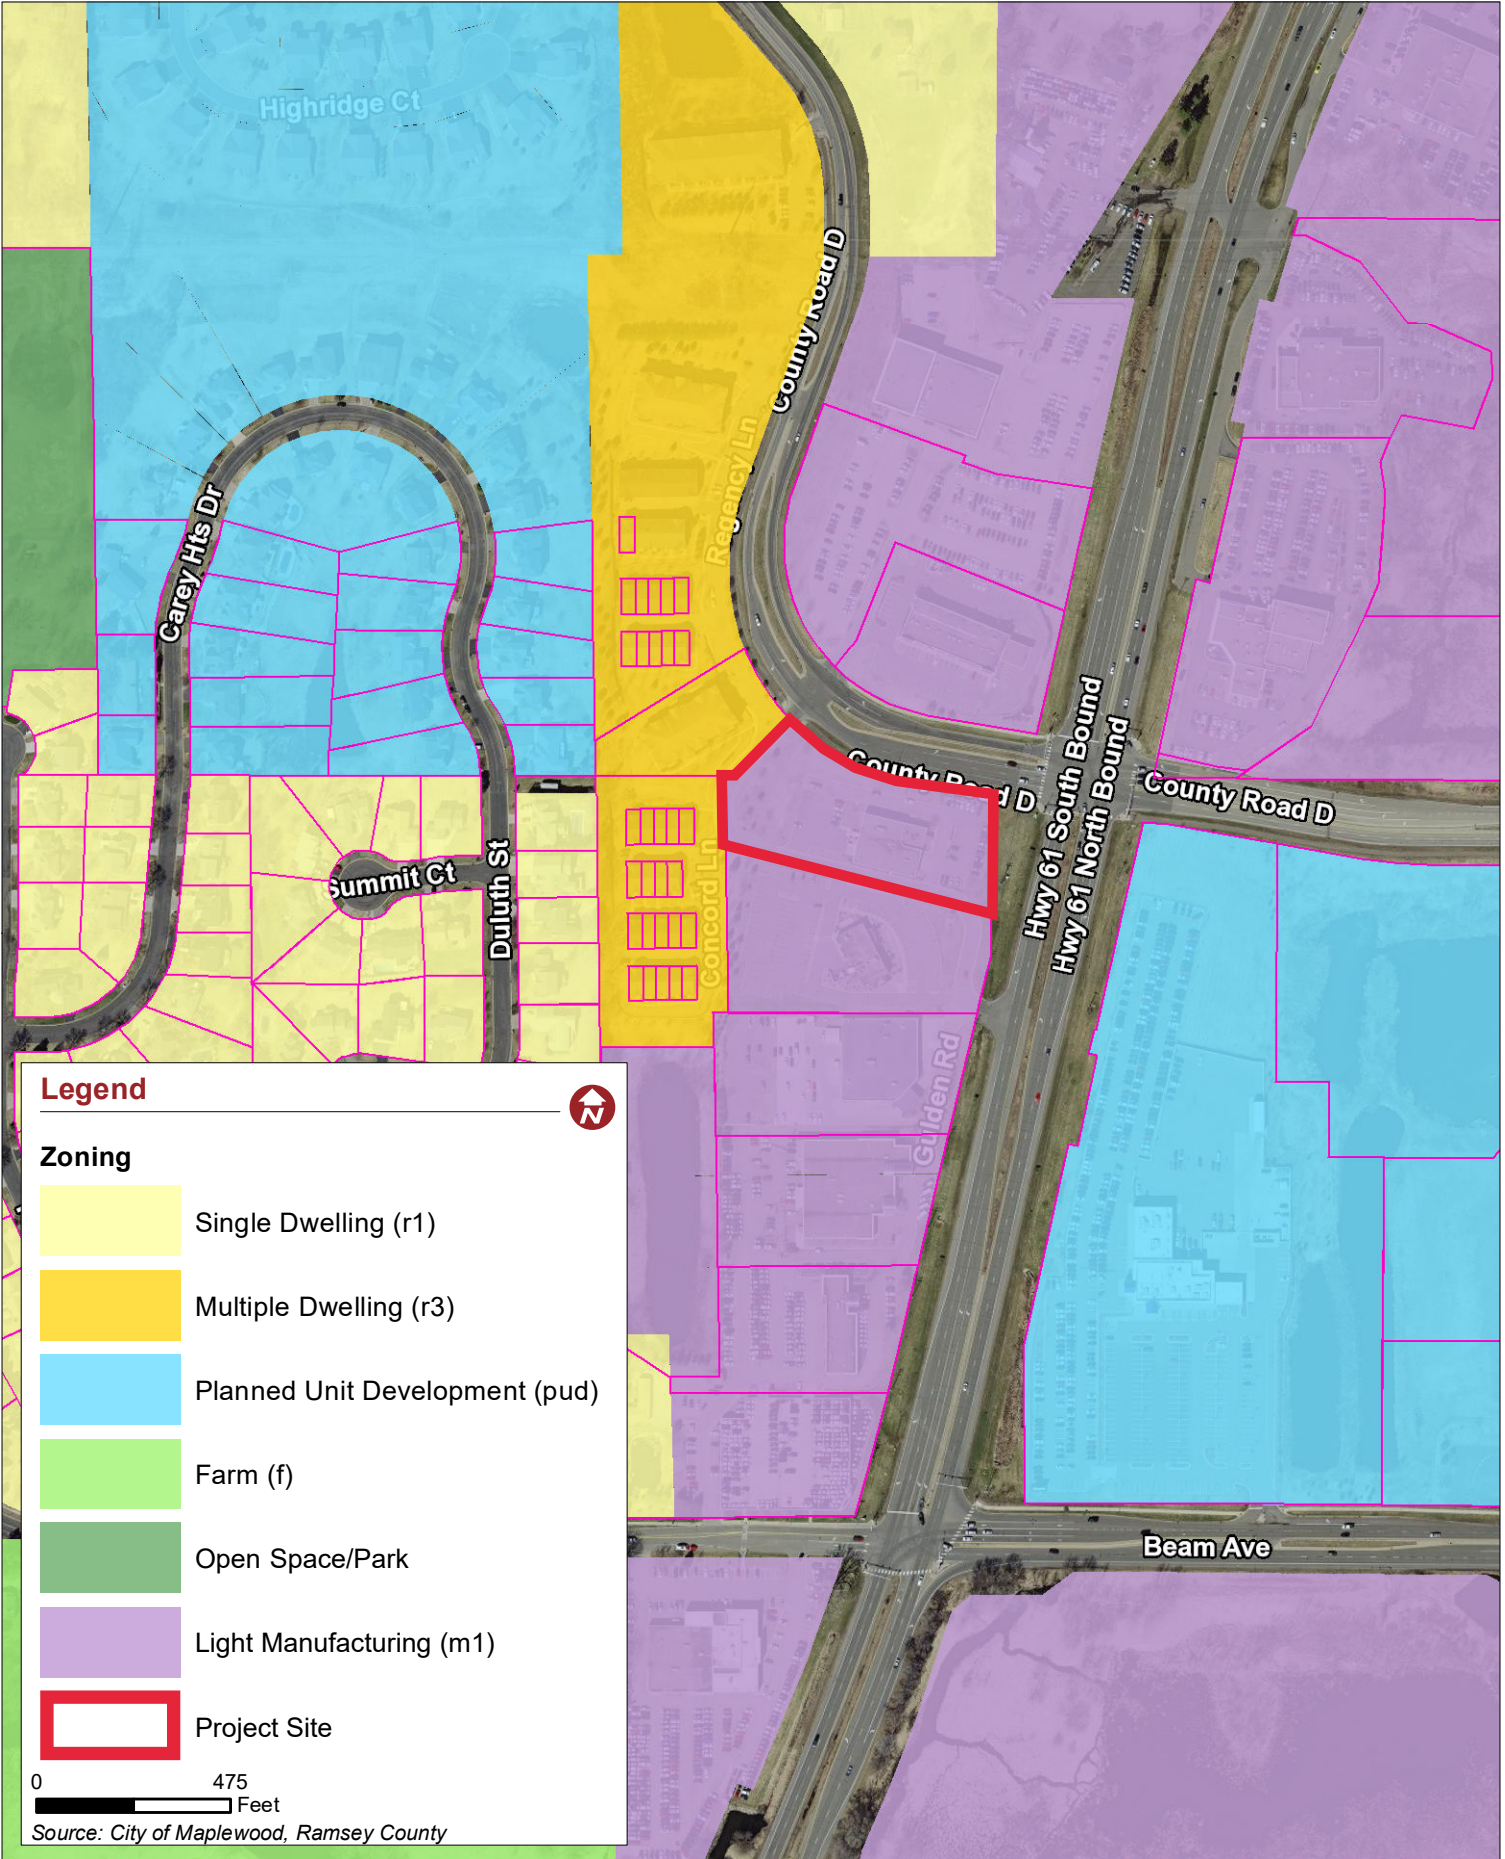 Highridge Ct
County Road D
Regency Ln
Carey Hts Dr
County Road D
County Road D
Hwy 61 South Bound
Hwy 61 North Bound
Summit Ct
Duluth St
Concord Ln
Gulden Rd
Beam Ave
Legend
N
Zoning
Single Dwelling (r1)
Multiple Dwelling (r3)
Planned Unit Development (pud)
Farm (f)
Open Space/Park
Light Manufacturing (m1)
Project Site
0 475
Feet
Source: City of Maplewood, Ramsey County